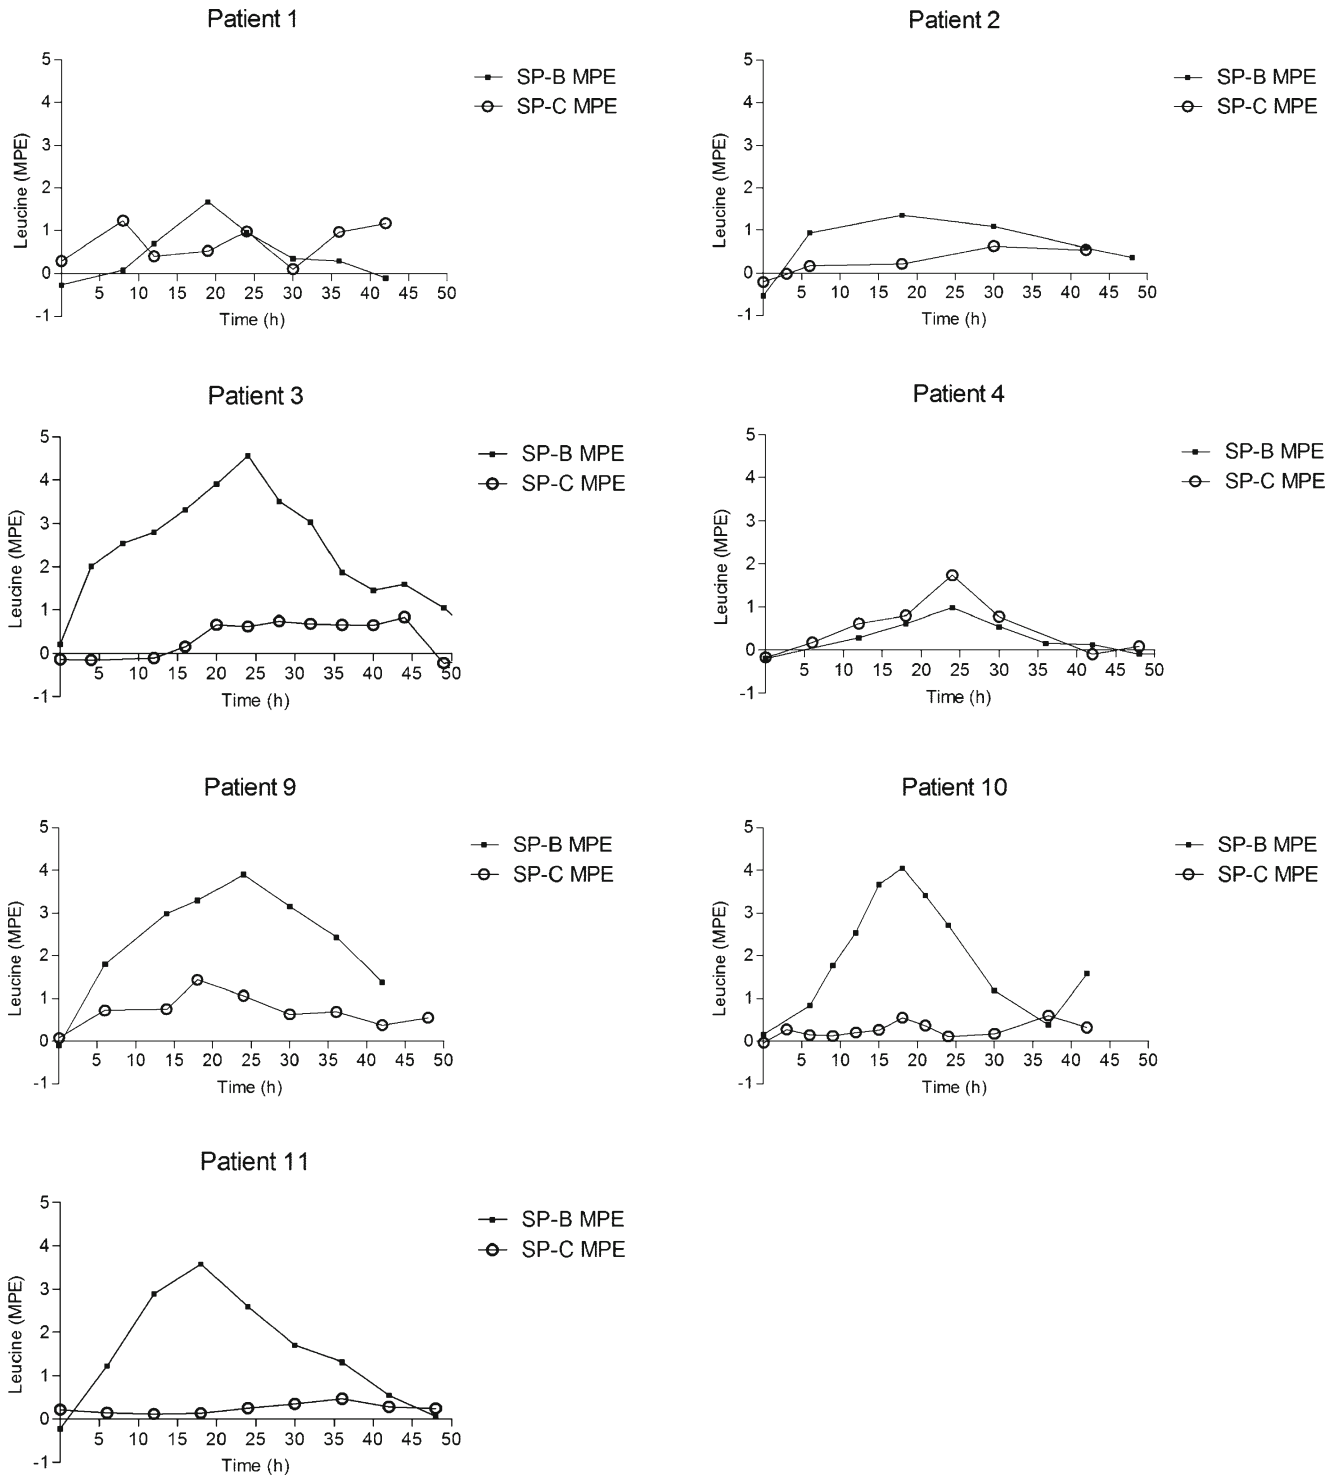 Patient 1
5
4
3
2
1
0
-1
Leucine (MPE)
5 10 15 20 25 30 35 40 45 50
Time (h)
SP-B MPE
SP-C MPE
Patient 2
5
4
3
2
1
0
-1
Leucine (MPE)
5 10 15 20 25 30 35 40 45 50
Time (h)
SP-B MPE
SP-C MPE
Patient 3
5
4
3
2
1
0
-1
Leucine (MPE)
5 10 15 20 25 30 35 40 45 50
Time (h)
SP-B MPE
SP-C MPE
Patient 4
5
4
3
2
1
0
-1
Leucine (MPE)
5 10 15 20 25 30 35 40 45 50
Time (h)
SP-B MPE
SP-C MPE
Patient 9
5
4
3
2
1
0
-1
Leucine (MPE)
5 10 15 20 25 30 35 40 45 50
Time (h)
SP-B MPE
SP-C MPE
Patient 10
5
4
3
2
1
0
-1
Leucine (MPE)
5 10 15 20 25 30 35 40 45 50
Time (h)
SP-B MPE
SP-C MPE
Patient 11
5
4
3
2
1
0
-1
Leucine (MPE)
5 10 15 20 25 30 35 40 45 50
Time (h)
SP-B MPE
SP-C MPE